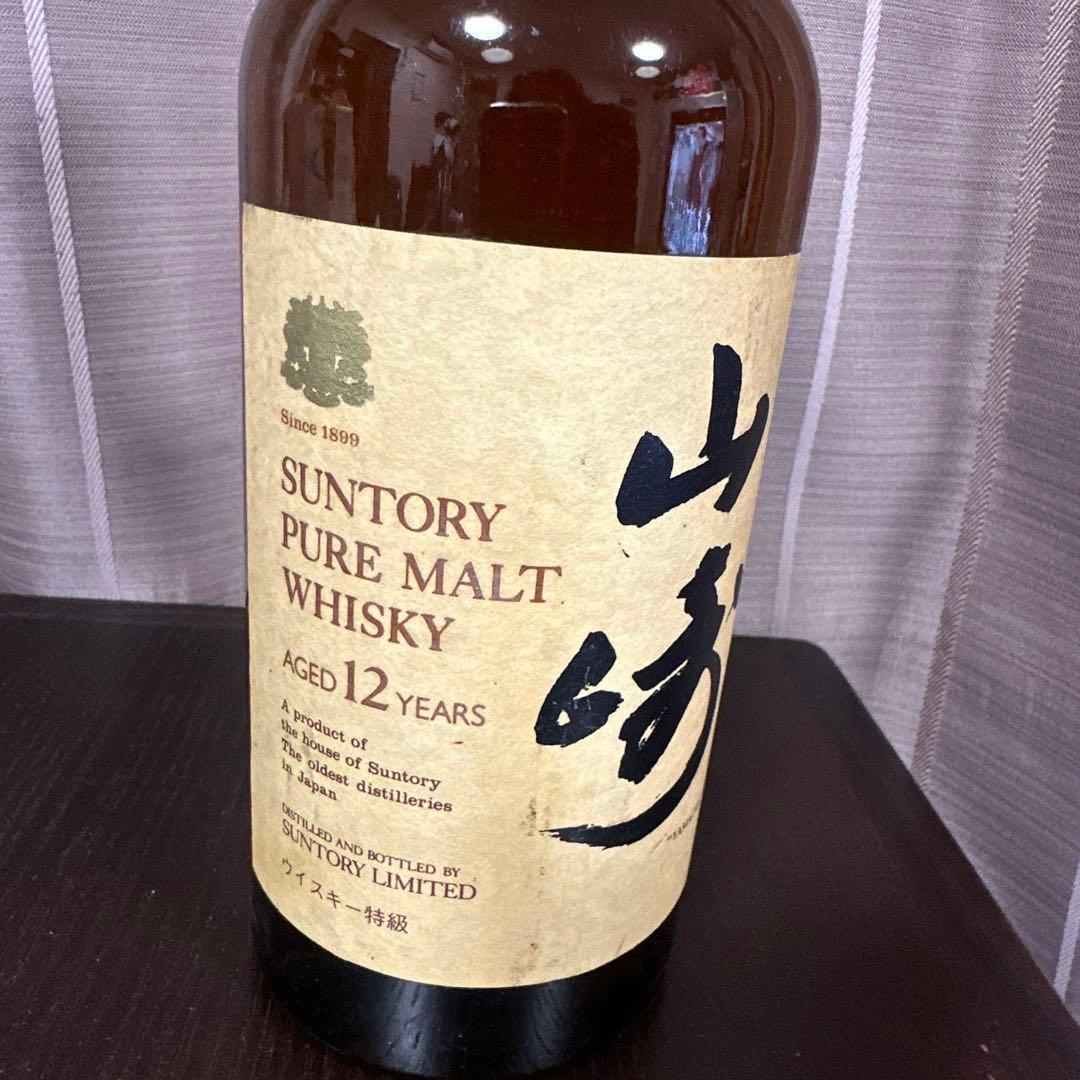 Since 1899
SUNTORY
PURE MALT
WHISKY
AGED 12 YEARS
A product of
the house of Suntory
The oldest distilleries
in Japan
DISTILLED AND BOTTLED BY
SUNTORY LIMITED
ウイスキー特級
山崎